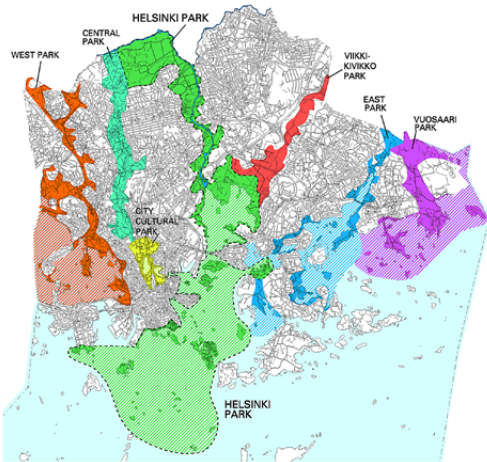 HELSINKI PARK
CENTRAL
PARK
WEST PARK
VIIKKI-
KIVIKKO
PARK
EAST
PARK
VUOSAARI
PARK
CITY
CULTURAL
PARK
HELSINKI
PARK